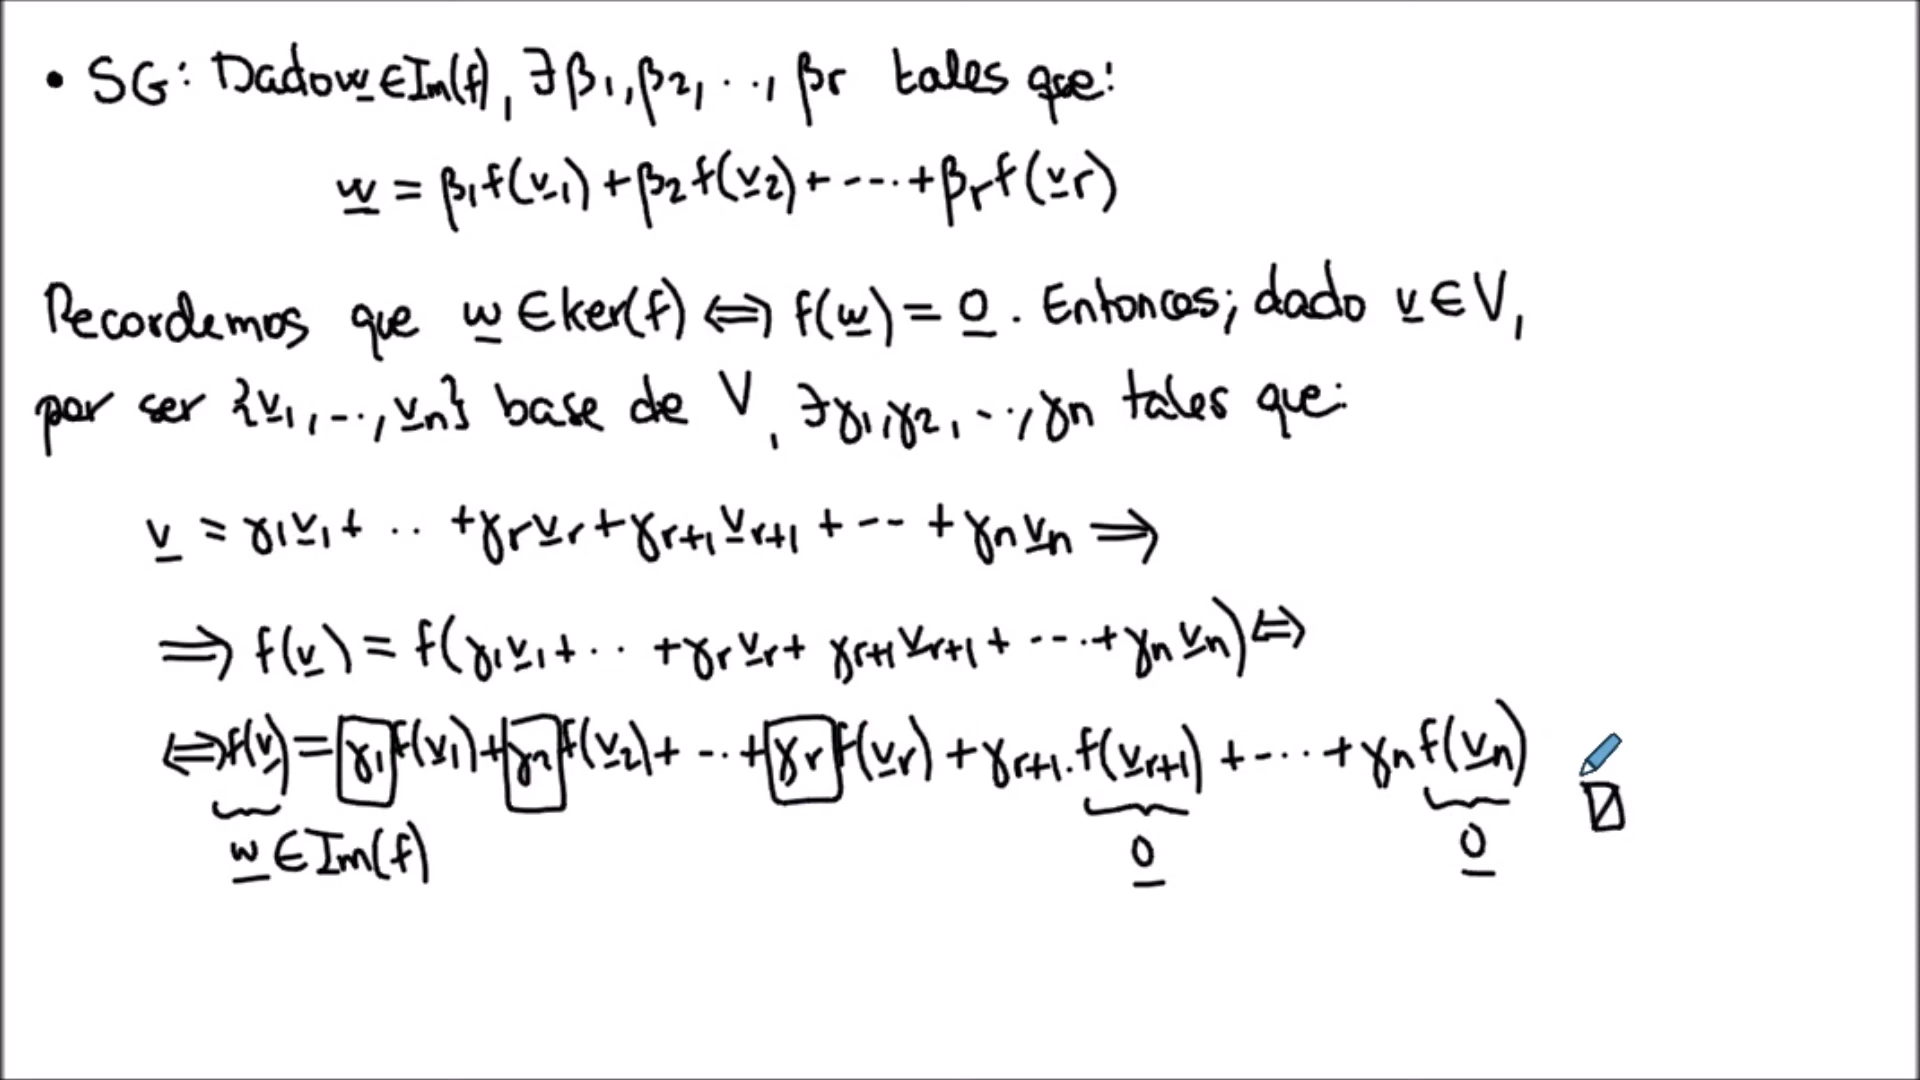 • SG: Dado w ∈ Im(f), ∃ β1, β2, ..., βr tales que:
w = β1f(v1) + β2f(v2) + ---- + βrf(vr)
Recordemos que w ∈ ker(f) ⇔ f(w) = 0. Entonces; dado v ∈ V,
por ser {v1, -.., vn} base de V, ∃ γ1, γ2, ..., γn tales que:
v = γ1v1 + .. + γrvr + γr+1vr+1 + -- + γnvn ⇒
⇒ f(v) = f(γ1v1 + .. + γrvr + γr+1vr+1 + ---- + γnvn) ⇔
⇔ f(v) = γ1f(v1) + γ2f(v2) + -.. + γrf(vr) + γr+1.f(vr+1) + -... + γnf(vn)
w ∈ Im(f) 0 0